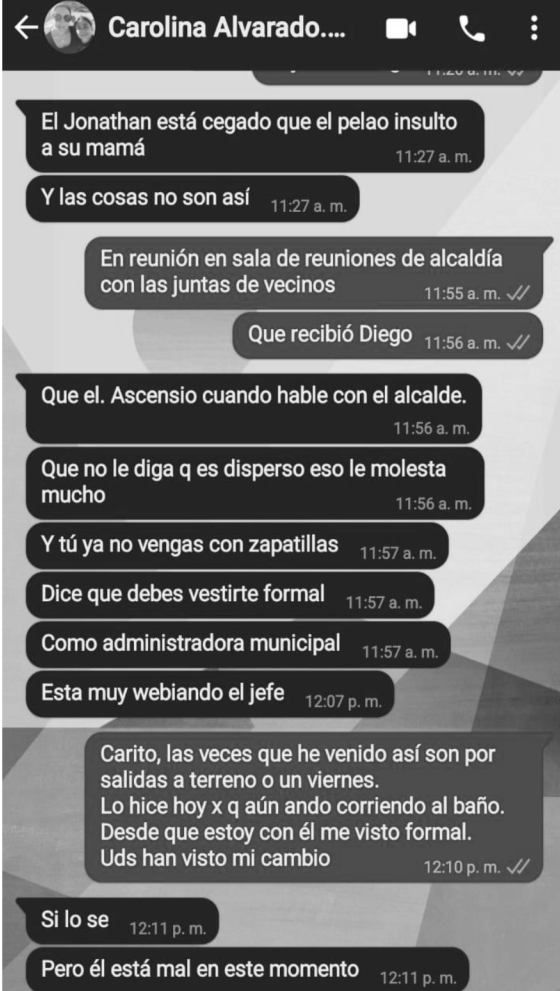 Carolina Alvarado....
El Jonathan está cegado que el pelao insulto
a su mamá
11:27 a. m.
Y las cosas no son así 11:27 a. m.
En reunión en sala de reuniones de alcaldía
con las juntas de vecinos
11:55 a. m.
Que recibió Diego 11:56 a. m.
Que el. Ascensio cuando hable con el alcalde.
11:56 a. m.
Que no le diga q es disperso eso le molesta
mucho
11:56 a. m.
Y tú ya no vengas con zapatillas 11:57 a. m.
Dice que debes vestirte formal 11:57 a. m.
Como administradora municipal 11:57 a. m.
Esta muy webiando el jefe 12:07 p. m.
Carito, las veces que he venido así son por
salidas a terreno o un viernes.
Lo hice hoy x q aún ando corriendo al baño.
Desde que estoy con él me visto formal.
Uds han visto mi cambio
12:10 p. m.
Si lo se 12:11 p. m.
Pero él está mal en este momento 12:11 p. m.